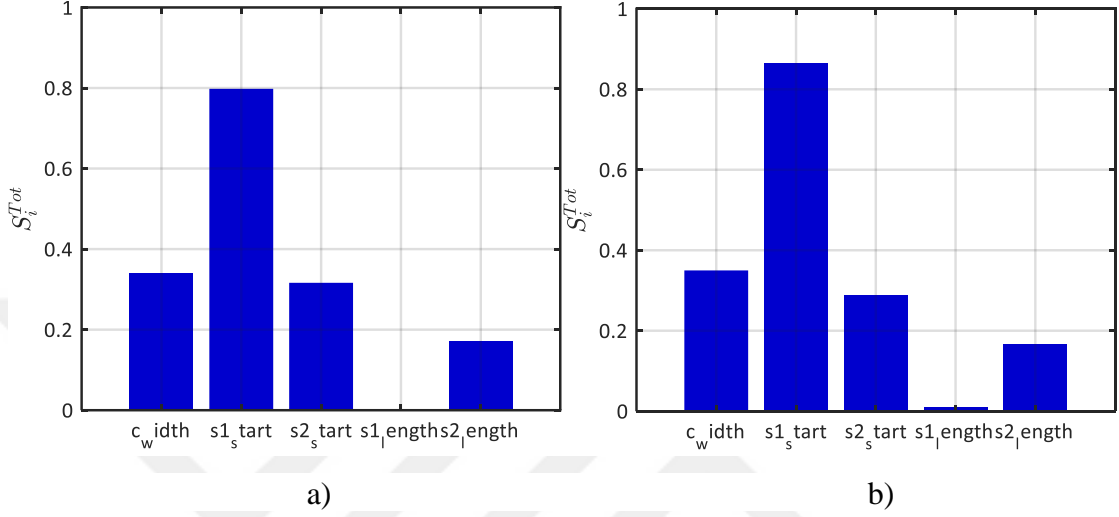 1
0.8
0.6
0.4
0.2
0
S_i^{Tot}
c_width s1_start s2_start s1_length s2_length
a)
1
0.8
0.6
0.4
0.2
0
S_i^{Tot}
c_width s1_start s2_start s1_length s2_length
b)